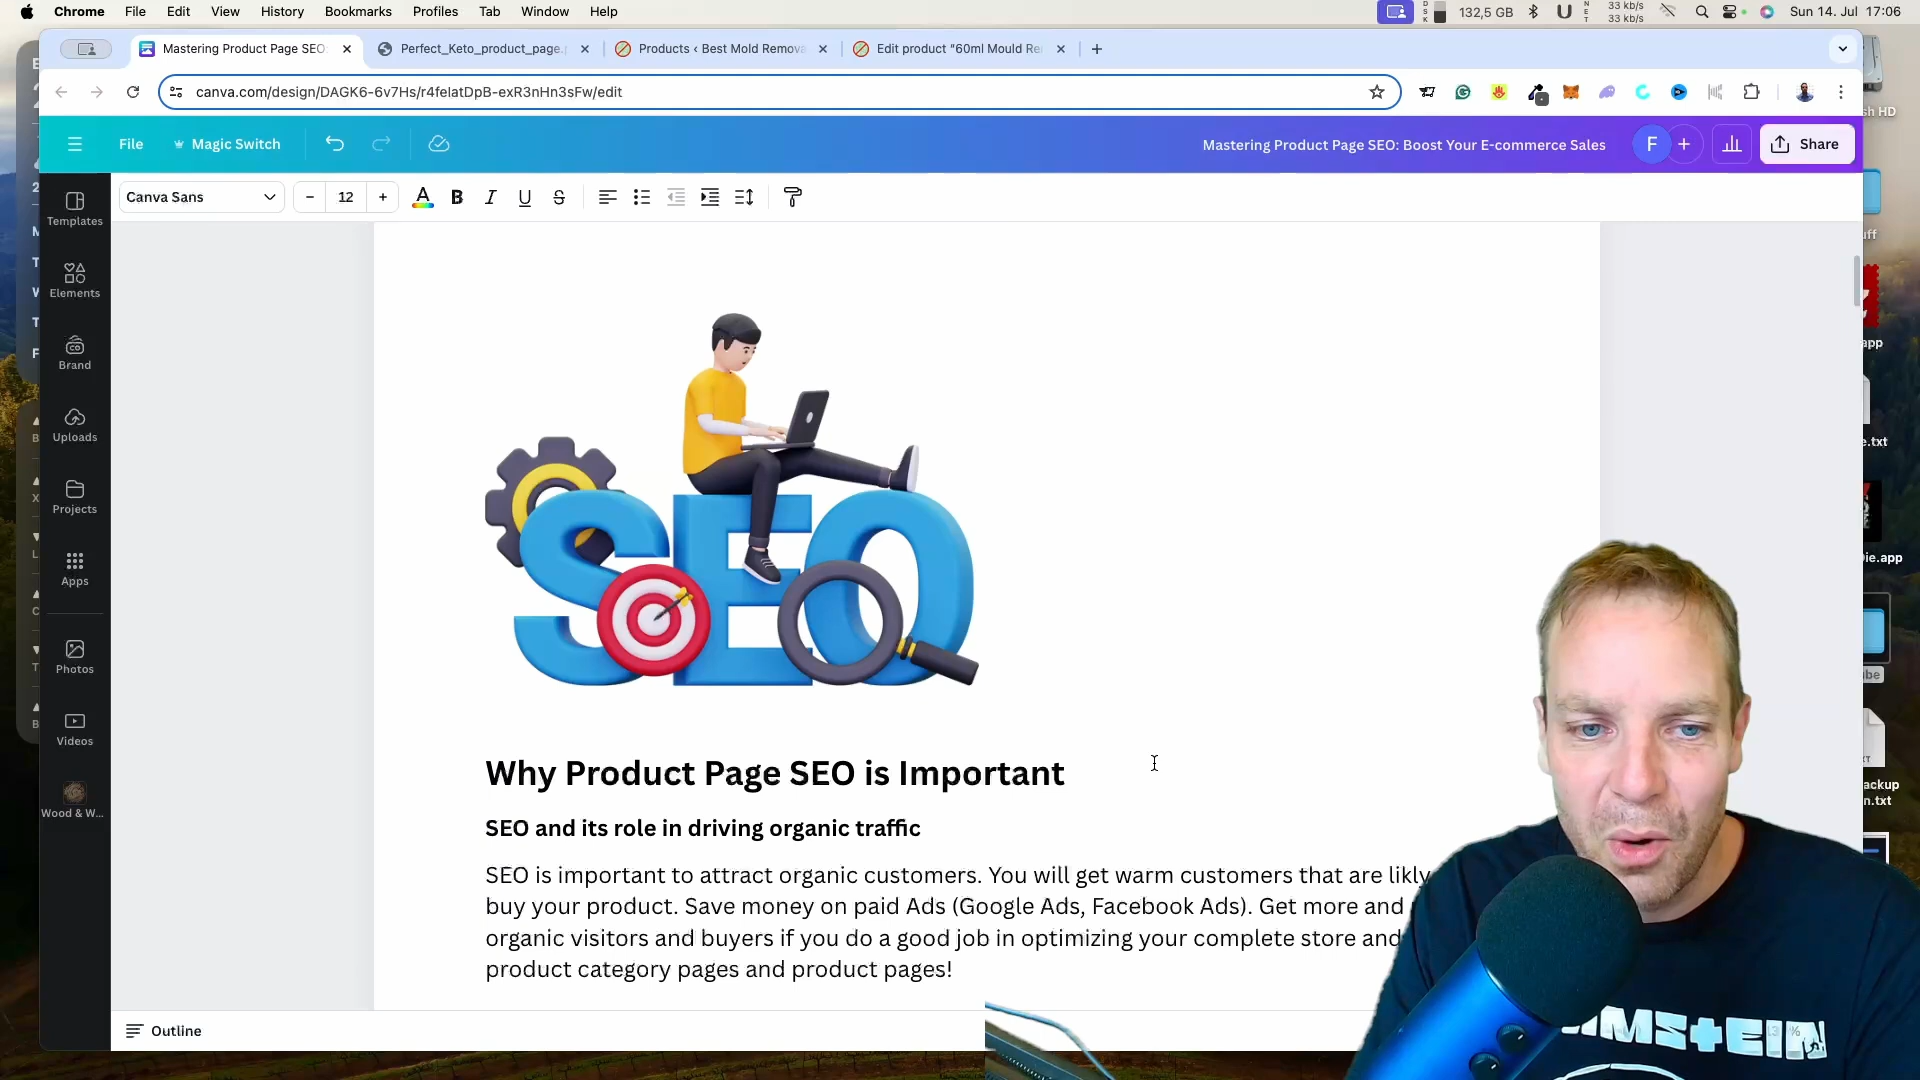 Chrome File Edit View History Bookmarks Profiles Tab Window Help
132,5 GB
33 kb/s
33 kb/s
Sun 14. Jul 17:06
Mastering Product Page SEO
Perfect_Keto_product_page.
Products ‹ Best Mold Remova
Edit product “60ml Mould Re
canva.com/design/DAGK6-6v7Hs/r4felatDpB-exR3nHn3sFw/edit
File Magic Switch
Mastering Product Page SEO: Boost Your E-commerce Sales
F
Share
Canva Sans
12
Templates
Elements
Brand
Uploads
Projects
Apps
Photos
Videos
Wood & W...
SEO
Why Product Page SEO is Important
SEO and its role in driving organic traffic
SEO is important to attract organic customers. You will get warm customers that are likly
buy your product. Save money on paid Ads (Google Ads, Facebook Ads). Get more and
organic visitors and buyers if you do a good job in optimizing your complete store and
product category pages and product pages!
Outline